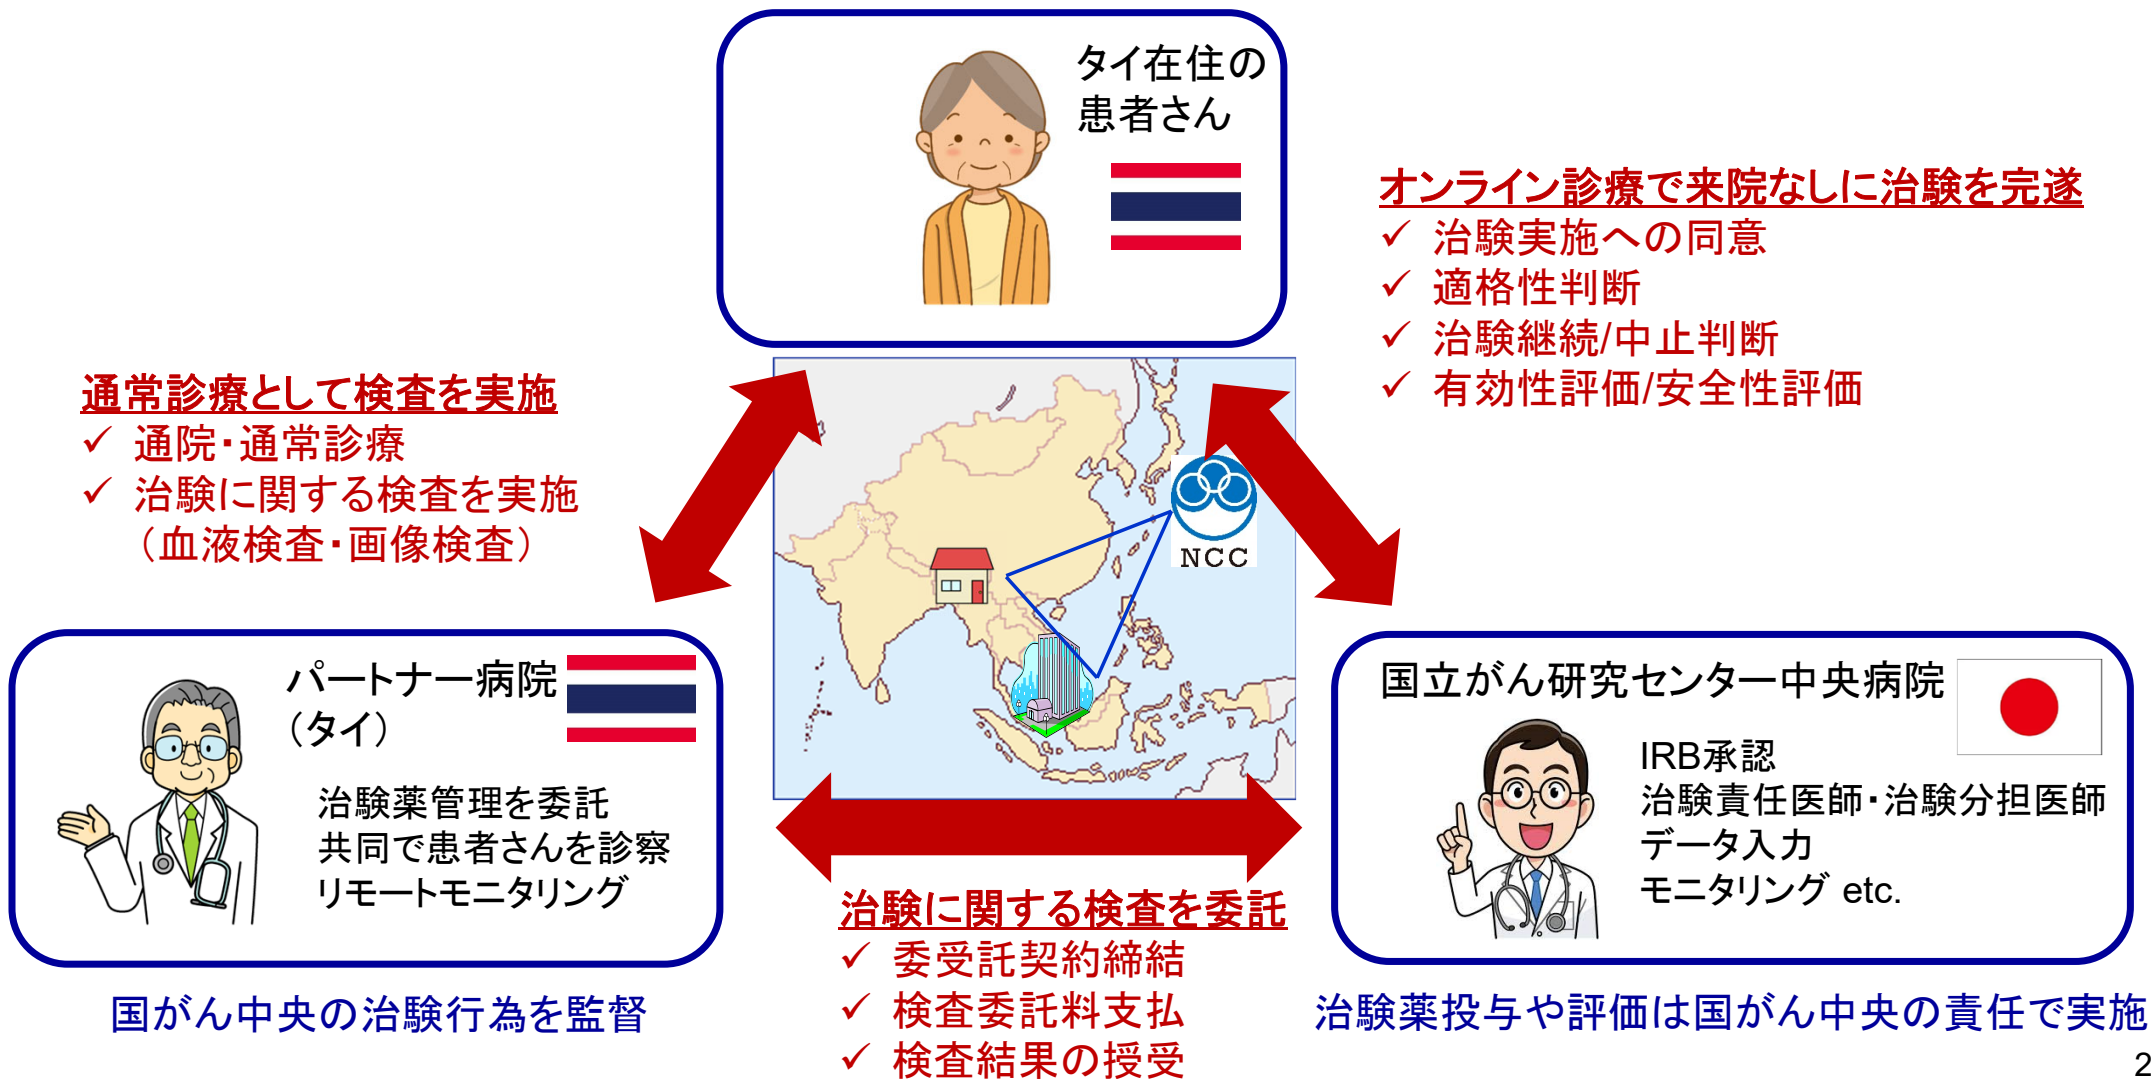 タイ在住の
患者さん
オンライン診療で来院なしに治験を完遂
✓ 治験実施への同意
✓ 適格性判断
✓ 治験継続/中止判断
✓ 有効性評価/安全性評価
通常診療として検査を実施
✓ 通院・通常診療
✓ 治験に関する検査を実施
（血液検査・画像検査）
NCC
パートナー病院
（タイ）
治験薬管理を委託
共同で患者さんを診察
リモートモニタリング
国がん中央の治験行為を監督
治験に関する検査を委託
✓ 委受託契約締結
✓ 検査委託料支払
✓ 検査結果の授受
国立がん研究センター中央病院
IRB承認
治験責任医師・治験分担医師
データ入力
モニタリング etc.
治験薬投与や評価は国がん中央の責任で実施
2